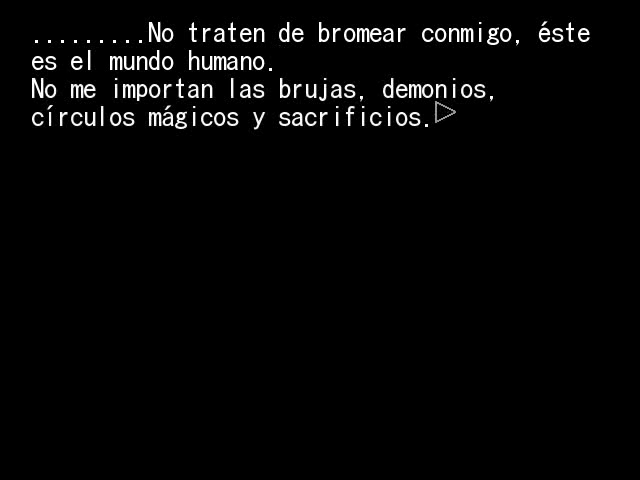 .........No traten de bromear conmigo, éste
es el mundo humano.
No me importan las brujas, demonios,
círculos mágicos y sacrificios.